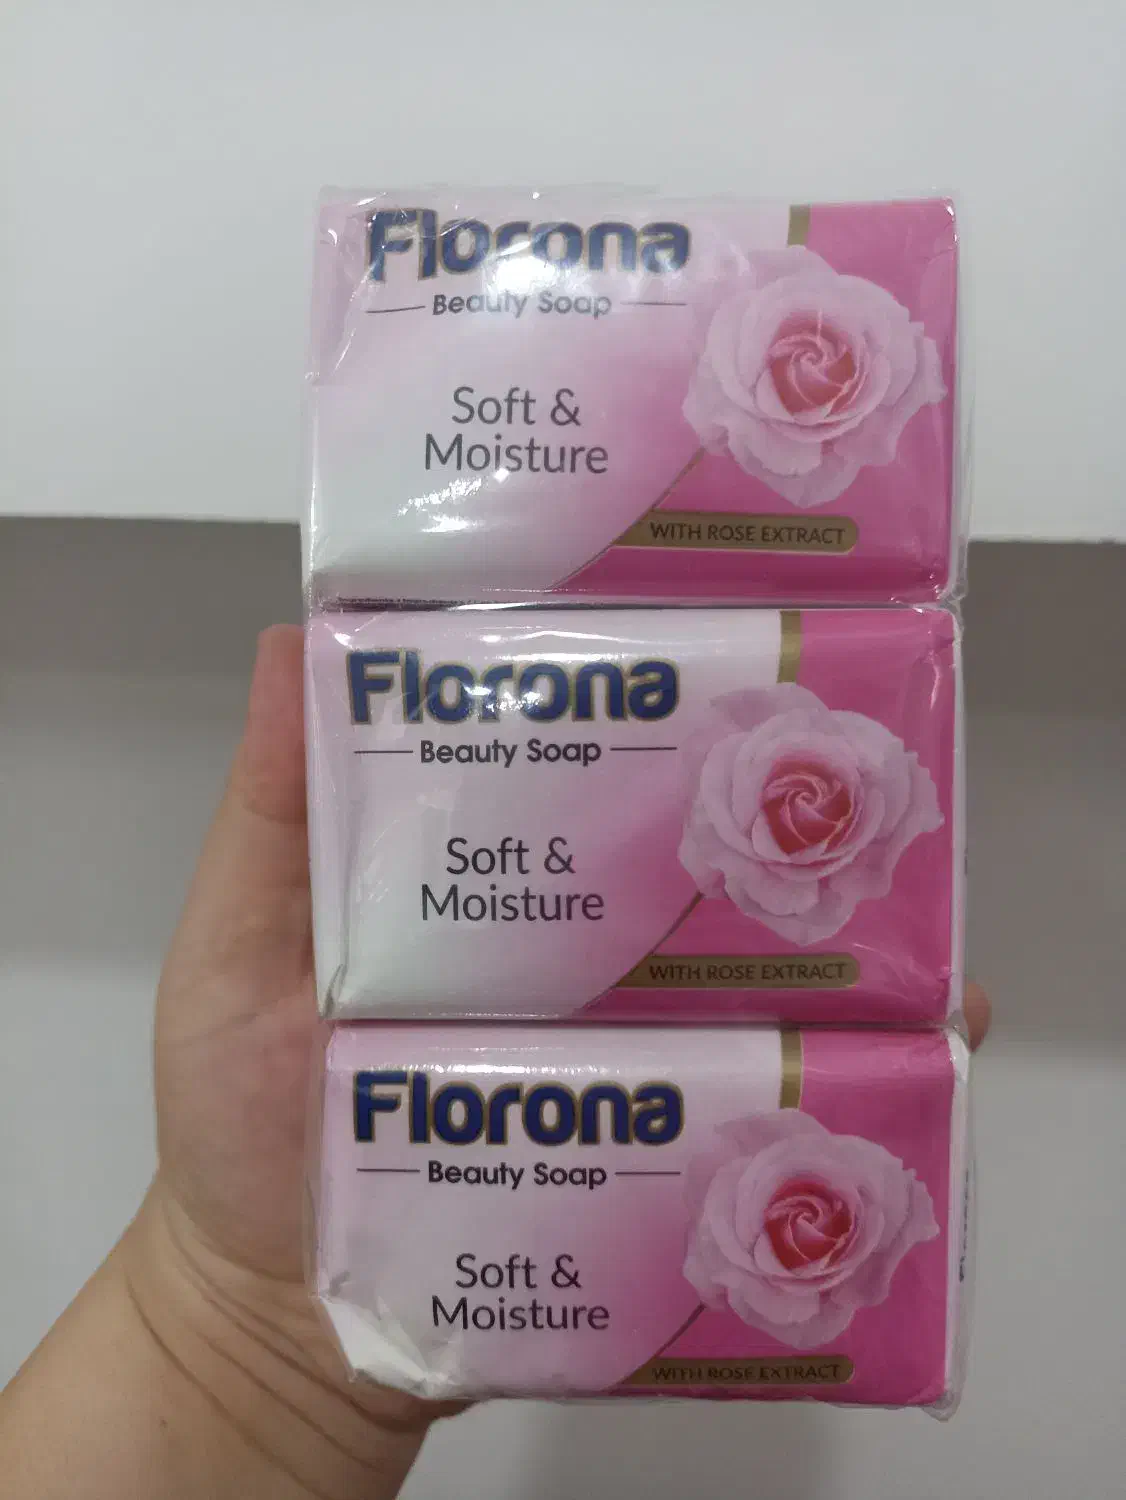 Florona
Beauty Soap
Soft &
Moisture
WITH ROSE EXTRACT
Florona
Beauty Soap
Soft &
Moisture
WITH ROSE EXTRACT
Florona
Beauty Soap
Soft &
Moisture
WITH ROSE EXTRACT